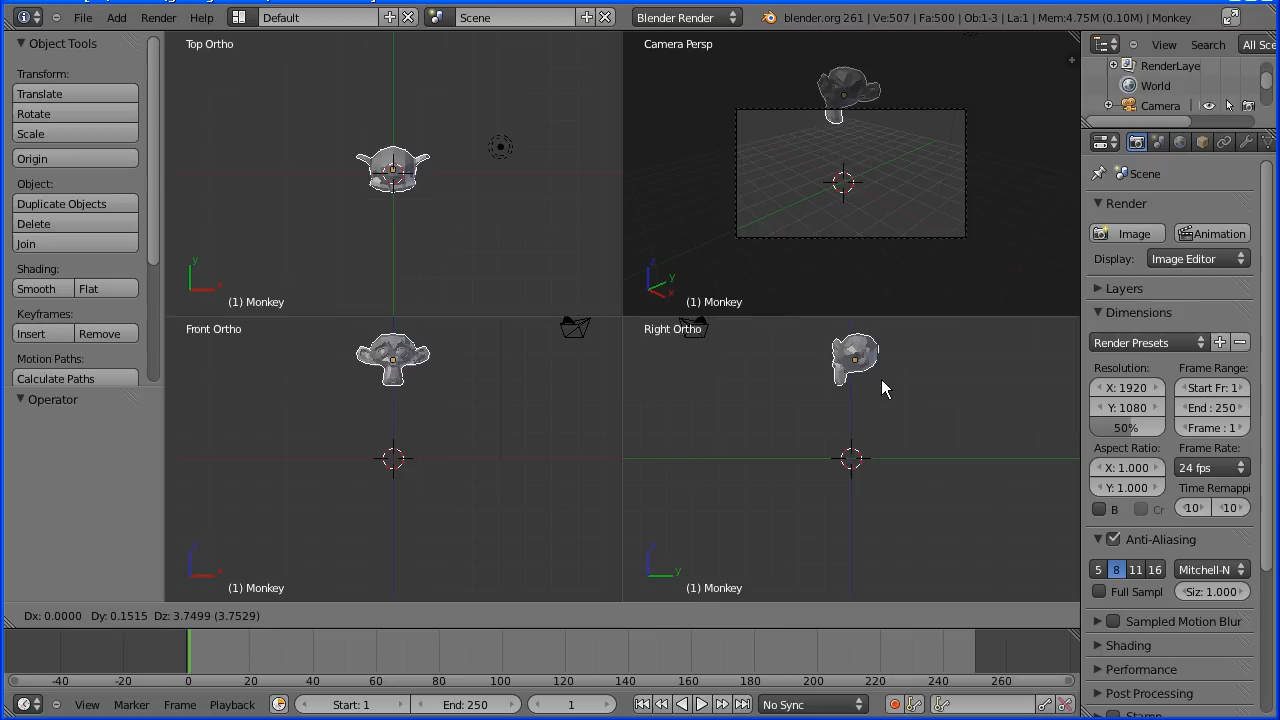 File Add Render Help Default Scene Blender Render blender.org 261 | Ve:507 | Fa:500 | Ob:1-3 | La:1 | Mem:4.75M (0.10M) | Monkey
Object Tools
Transform:
Translate
Rotate
Scale
Origin
Object:
Duplicate Objects
Delete
Join
Shading:
Smooth Flat
Keyframes:
Insert Remove
Motion Paths:
Calculate Paths
Operator
Top Ortho
y
x
(1) Monkey
Camera Persp
z
y
x
(1) Monkey
Front Ortho
z
x
(1) Monkey
Right Ortho
z
y
(1) Monkey
Dx: 0.0000 Dy: 0.1515 Dz: 3.7499 (3.7529)
View Search All Sce
RenderLaye
World
Camera
Scene
Render
Image Animation
Display: Image Editor
Layers
Dimensions
Render Presets
Resolution: Frame Range:
X: 1920 Start Fr: 1
Y: 1080 End : 250
50% Frame : 1
Aspect Ratio: Frame Rate:
X: 1.000 24 fps
Y: 1.000 Time Remappi
B Cr 10 10
Anti-Aliasing
5 8 11 16 Mitchell-N
Full Sampl Siz: 1.000
Sampled Motion Blur
Shading
Performance
Post Processing
-40 -20 0 20 40 60 80 100 120 140 160 180 200 220 240 260
View Marker Frame Playback Start: 1 End: 250 1 No Sync